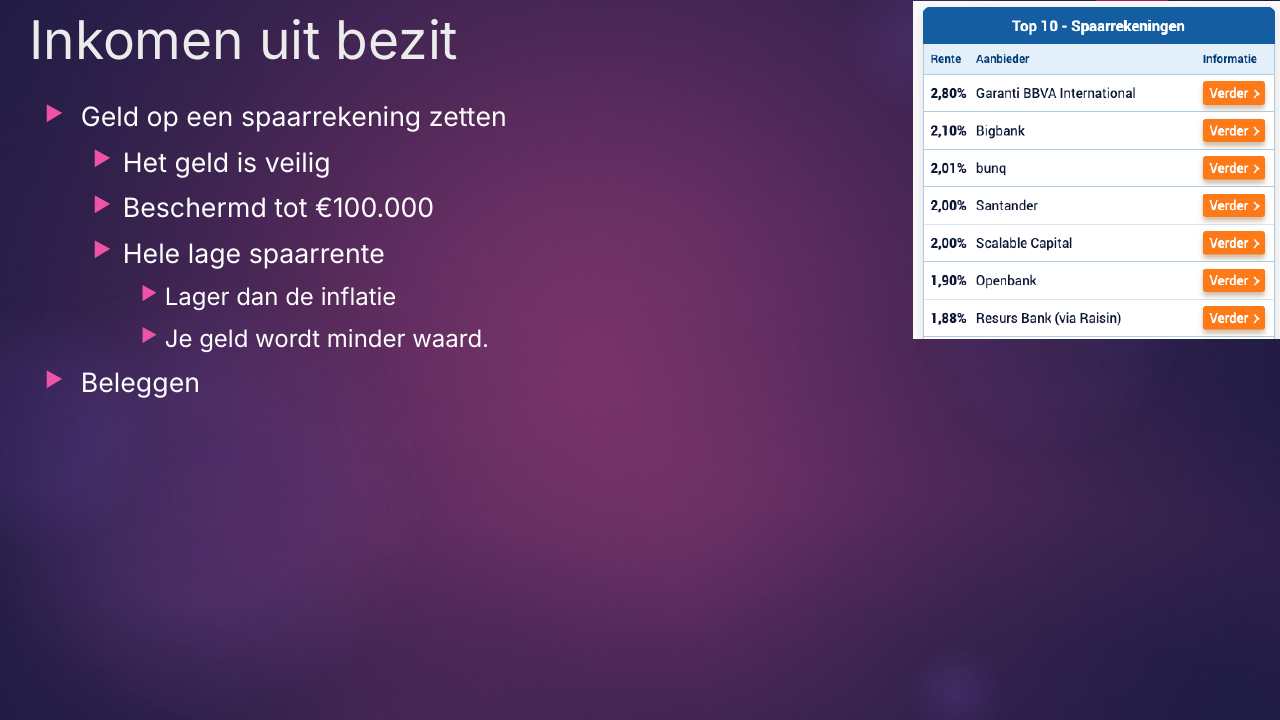 Inkomen uit bezit
Geld op een spaarrekening zetten
Het geld is veilig
Beschermd tot €100.000
Hele lage spaarrente
Lager dan de inflatie
Je geld wordt minder waard.
Beleggen
Top 10 - Spaarrekeningen
Rente Aanbieder Informatie
2,80% Garanti BBVA International Verder >
2,10% Bigbank Verder >
2,01% bunq Verder >
2,00% Santander Verder >
2,00% Scalable Capital Verder >
1,90% Openbank Verder >
1,88% Resurs Bank (via Raisin) Verder >